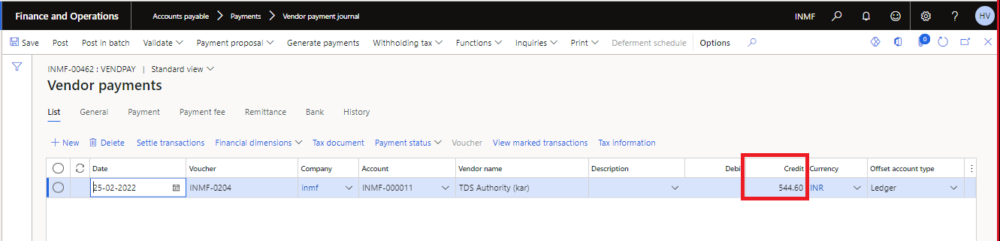 Finance and Operations Accounts payable Payments Vendor payment journal INMF ? HV
Save Post Post in batch Validate Payment proposal Generate payments Withholding tax Functions Inquiries Print Deferment schedule Options 0
INMF-00462 : VENDPAY | Standard view
Vendor payments
List General Payment Payment fee Remittance Bank History
New Delete Settle transactions Financial dimensions Tax document Payment status Voucher View marked transactions Tax information
Date Voucher Company Account Vendor name Description Debi Credit Currency Offset account type
25-02-2022 INMF-0204 inmf INMF-000011 TDS Authority (kar) 544.60 INR Ledger